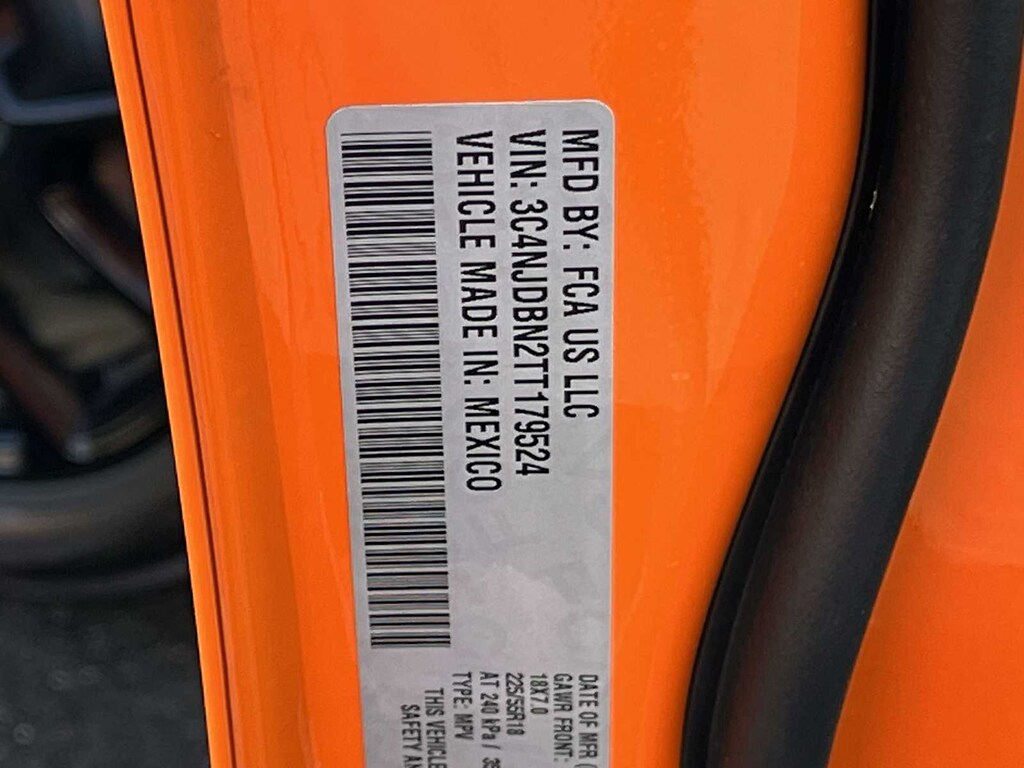 MFD BY: FCA US LLC
VIN: 3C4NJDBN2TT179524
VEHICLE MADE IN: MEXICO
DATE OF MFR (
GAWR FRONT:
18X7.0
225/55R18
AT 240 kPa /
TYPE: MPV
THIS VEHICLE
SAFETY